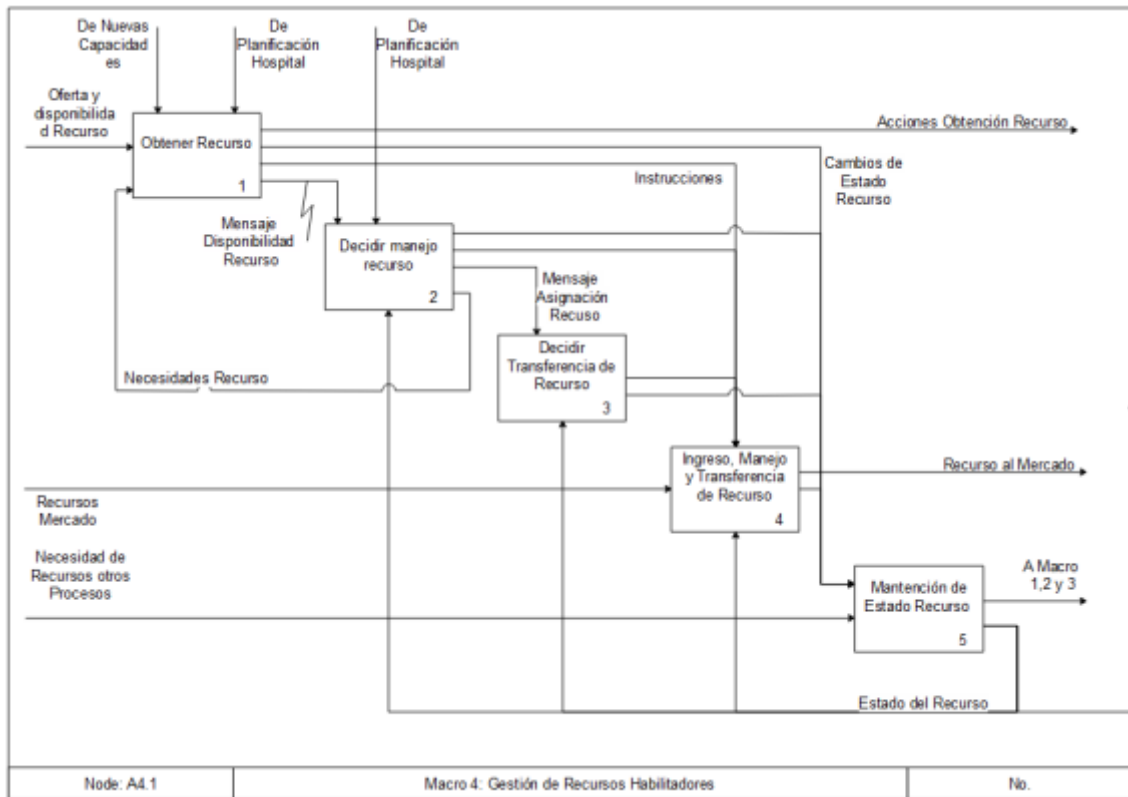 De Nuevas
Capacidad
es
De
Planificación
Hospital
De
Planificación
Hospital
Oferta y
disponibilida
d Recurso
Obtener Recurso
1
Acciones Obtención Recurso
Instrucciones
Cambios de
Estado
Recurso
Mensaje
Disponibilidad
Recurso
Decidir manejo
recurso
2
Mensaje
Asignación
Recuso
Decidir
Transferencia de
Recurso
3
Necesidades Recurso
Ingreso, Manejo
y Transferencia
de Recurso
4
Recurso al Mercado
Recursos
Mercado
Necesidad de
Recursos otros
Procesos
Mantención de
Estado Recurso
5
A Macro
1,2 y 3
Estado del Recurso
Node: A4.1
Macro 4: Gestión de Recursos Habilitadores
No.